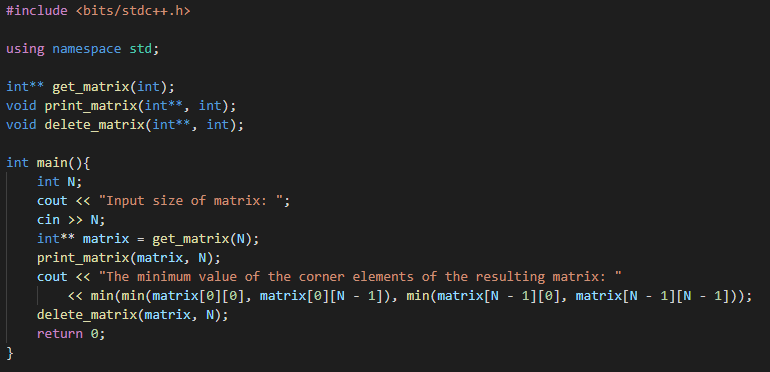 #include <bits/stdc++.h>
using namespace std;
int** get_matrix(int);
void print_matrix(int**, int);
void delete_matrix(int**, int);
int main(){
int N;
cout << "Input size of matrix: ";
cin >> N;
int** matrix = get_matrix(N);
print_matrix(matrix, N);
cout << "The minimum value of the corner elements of the resulting matrix: "
<< min(min(matrix[0][0], matrix[0][N - 1]), min(matrix[N - 1][0], matrix[N - 1][N - 1]));
delete_matrix(matrix, N);
return 0;
}